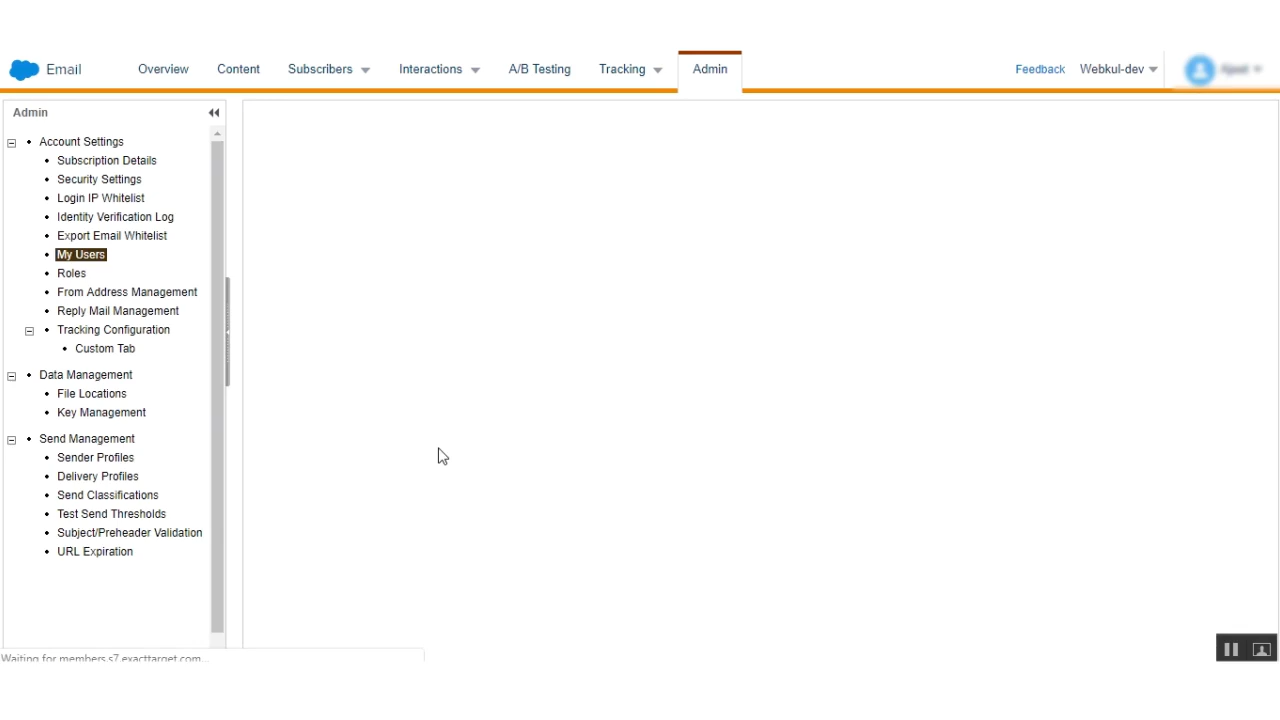 Email Overview Content Subscribers Interactions A/B Testing Tracking Admin Feedback Webkul-dev
Admin
Account Settings
Subscription Details
Security Settings
Login IP Whitelist
Identity Verification Log
Export Email Whitelist
My Users
Roles
From Address Management
Reply Mail Management
Tracking Configuration
Custom Tab
Data Management
File Locations
Key Management
Send Management
Sender Profiles
Delivery Profiles
Send Classifications
Test Send Thresholds
Subject/Preheader Validation
URL Expiration
Waiting for members.s7.exacttarget.com...